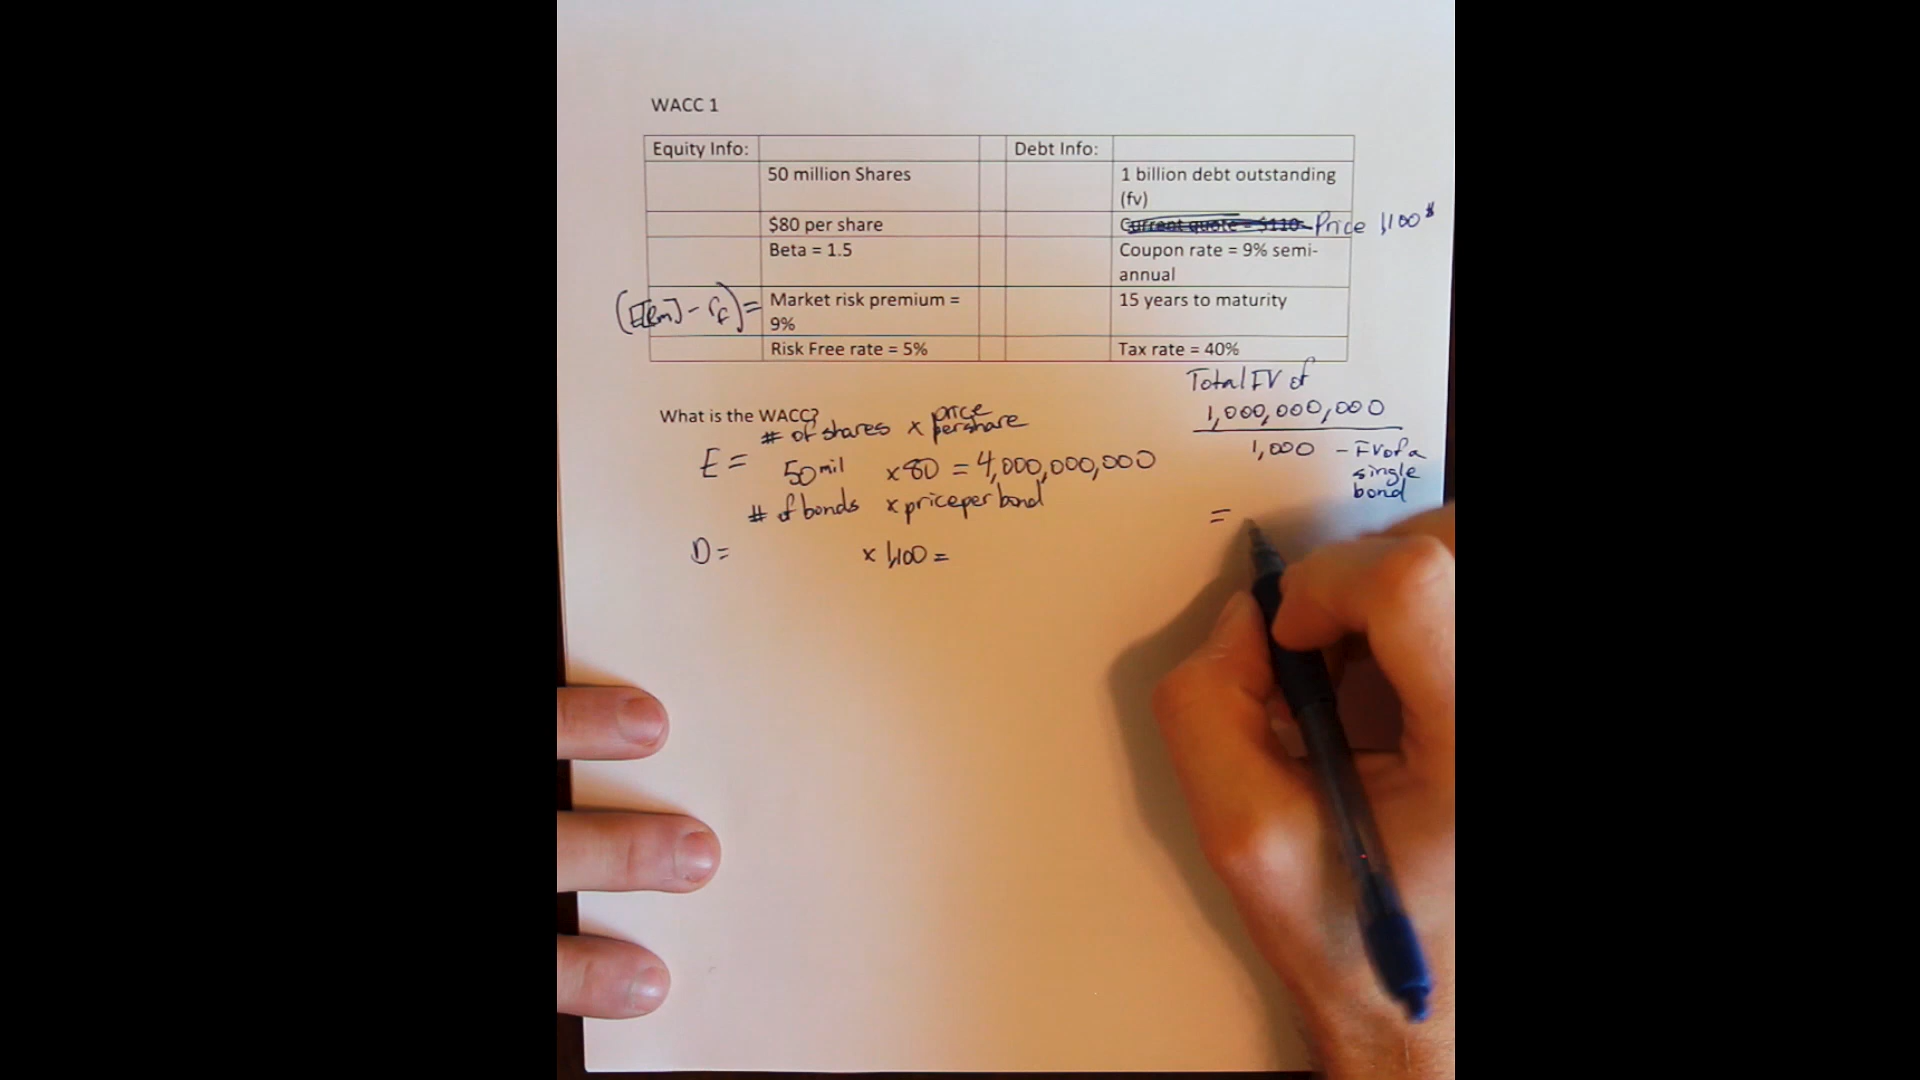 WACC 1
Equity Info: Debt Info:
50 million Shares 1 billion debt outstanding
(fv)
$80 per share Current quote = $110 Price 1,100$
Beta = 1.5 Coupon rate = 9% semi-
annual
(E[Rm] - rf) = Market risk premium = 15 years to maturity
9%
Risk Free rate = 5% Tax rate = 40%
Total FV of
1,000,000,000
1,000 - FV of a
single
bond
=
What is the WACC?
# of shares x price
per share
E = 50 mil x 80 = 4,000,000,000
# of bonds x price per bond
D = x 1,100 =